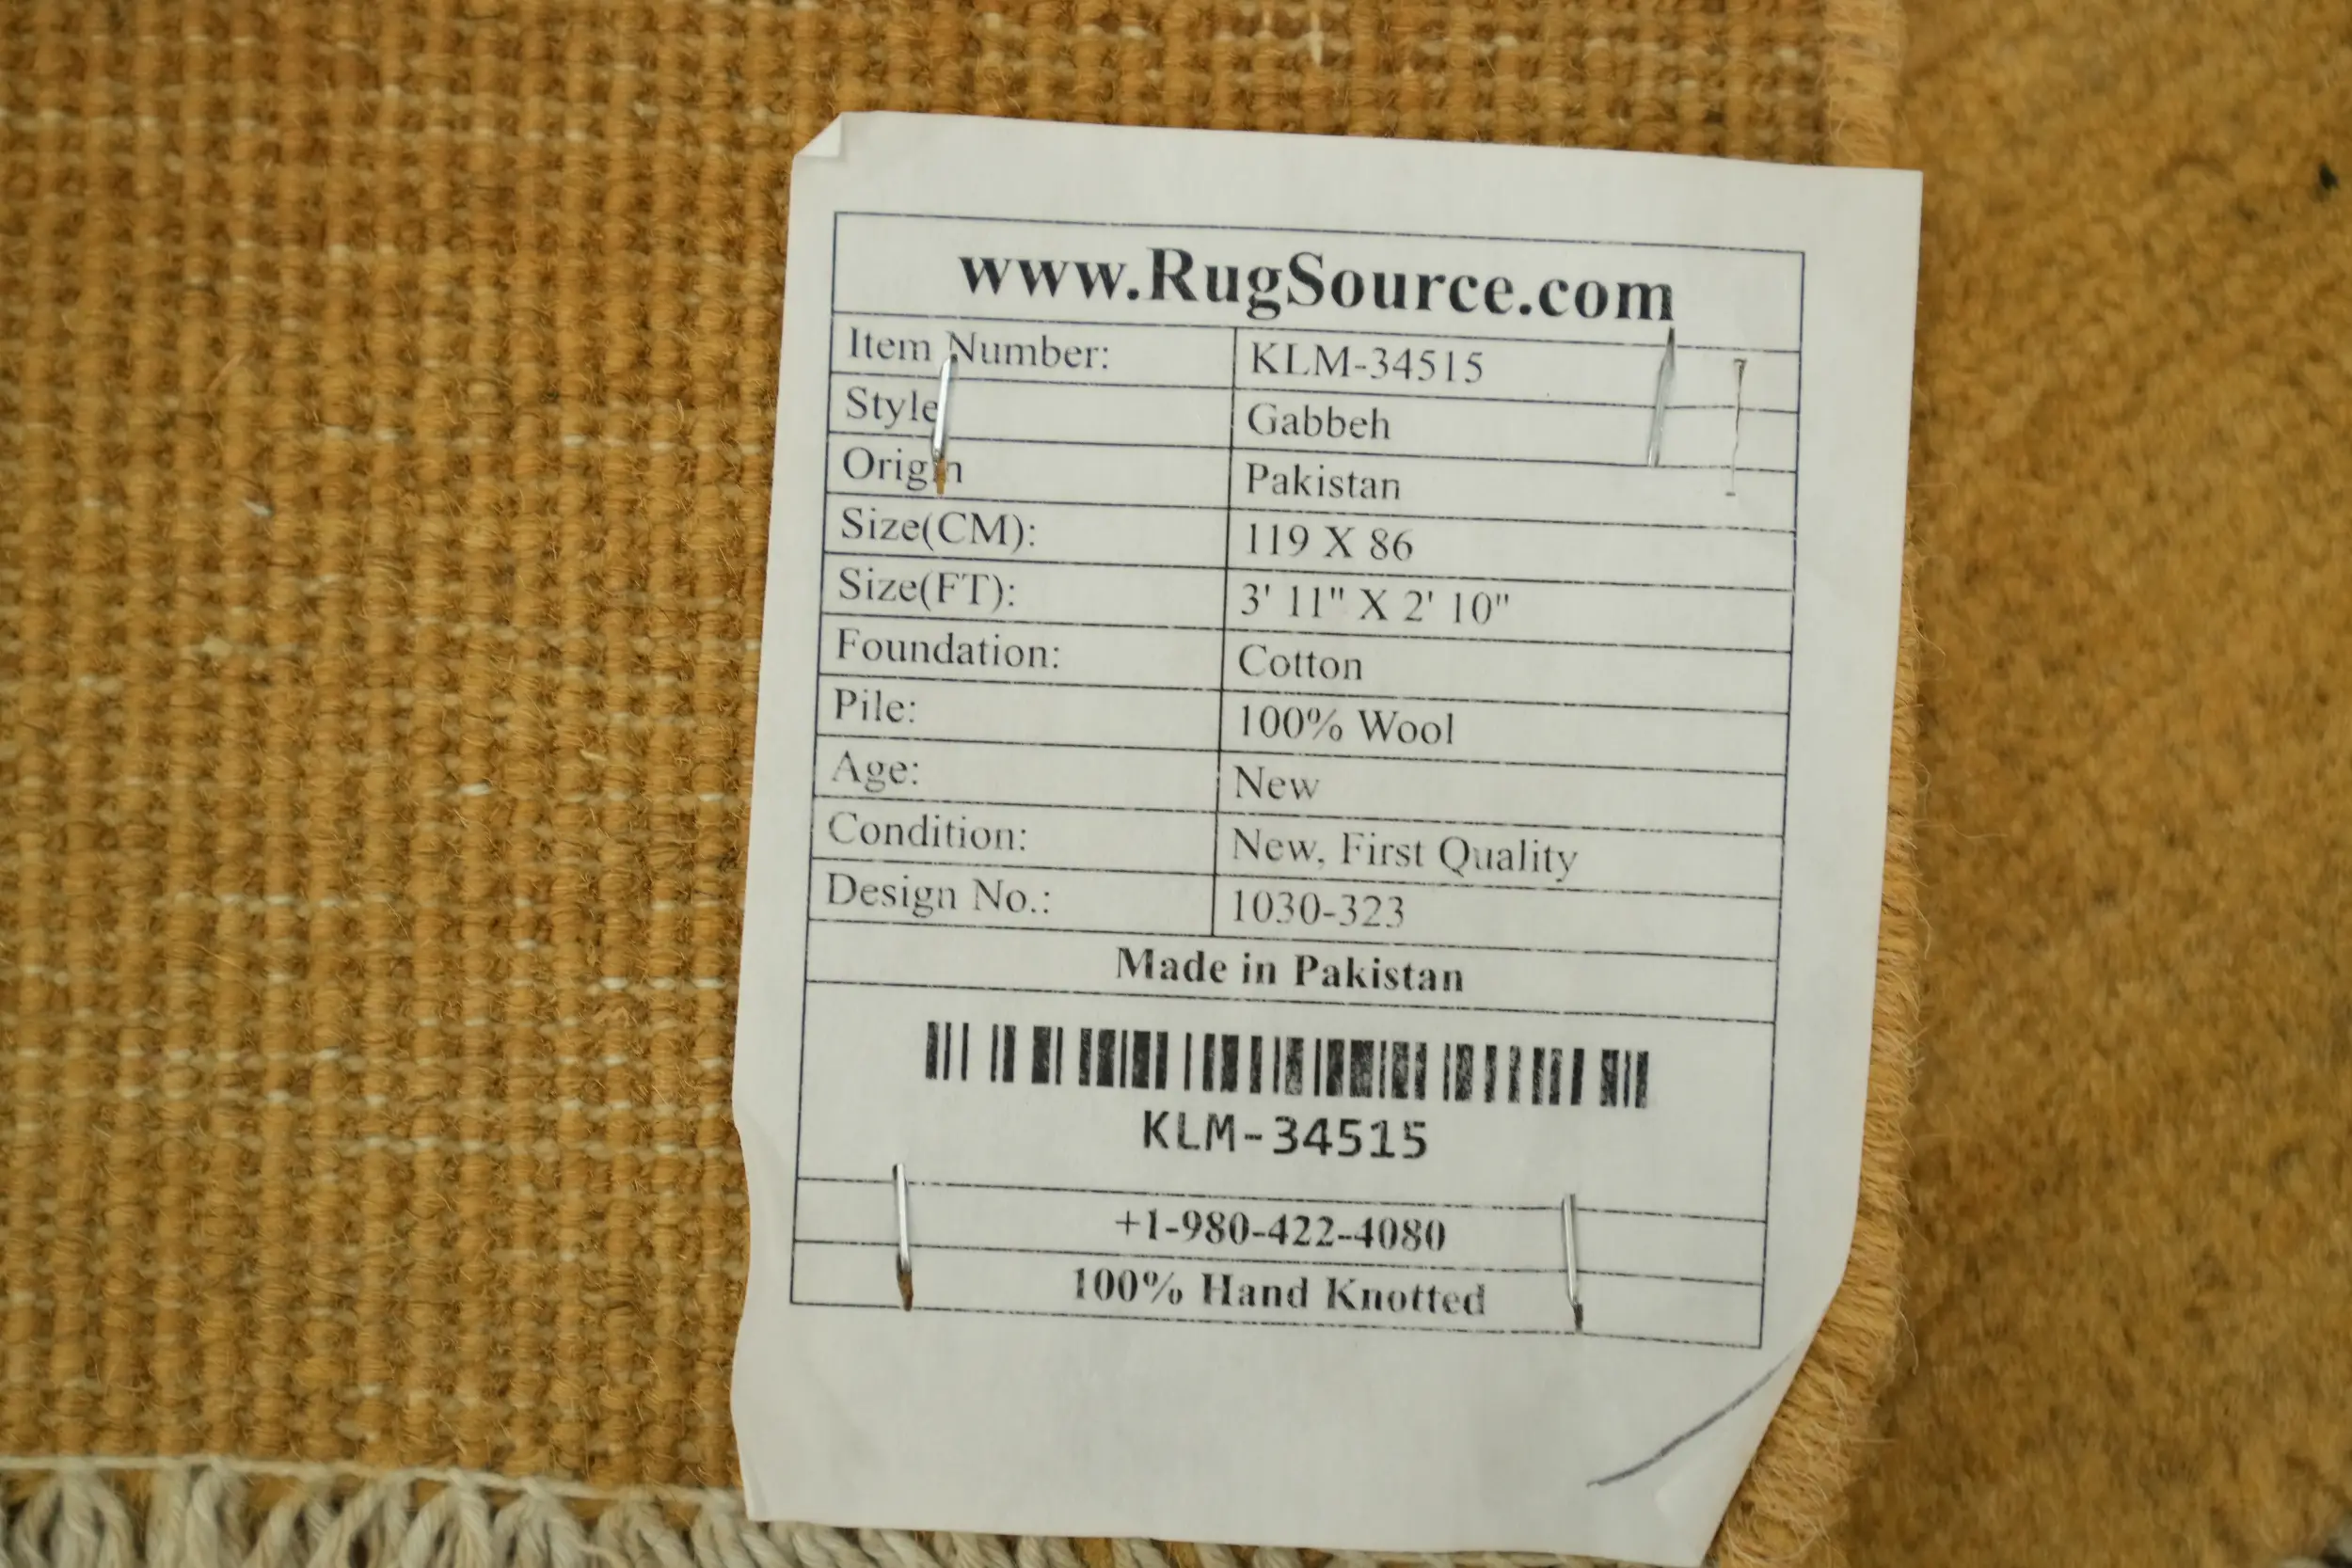 www.RugSource.com
Item Number: KLM-34515
Style Gabbeh
Origin Pakistan
Size(CM): 119 X 86
Size(FT): 3' 11" X 2' 10"
Foundation: Cotton
Pile: 100% Wool
Age: New
Condition: New, First Quality
Design No.: 1030-323
Made in Pakistan
KLM-34515
+1-980-422-4080
100% Hand Knotted